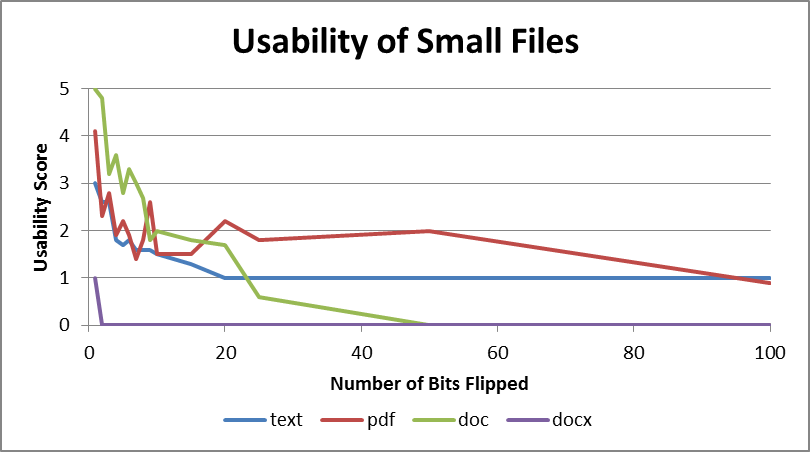 Usability of Small Files
Usability Score
5
4
3
2
1
0
0 20 40 60 80 100
Number of Bits Flipped
text pdf doc docx